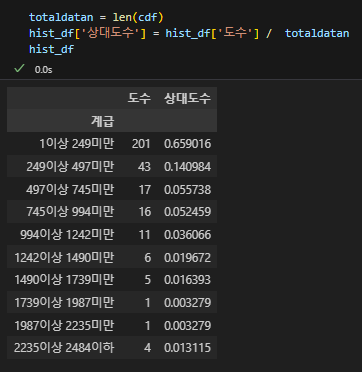 totaldatan = len(cdf)
hist_df['상대도수'] = hist_df['도수'] /  totaldatan
hist_df
0.0s
도수 상대도수
계급
1이상 249미만 201 0.659016
249이상 497미만 43 0.140984
497이상 745미만 17 0.055738
745이상 994미만 16 0.052459
994이상 1242미만 11 0.036066
1242이상 1490미만 6 0.019672
1490이상 1739미만 5 0.016393
1739이상 1987미만 1 0.003279
1987이상 2235미만 1 0.003279
2235이상 2484이하 4 0.013115